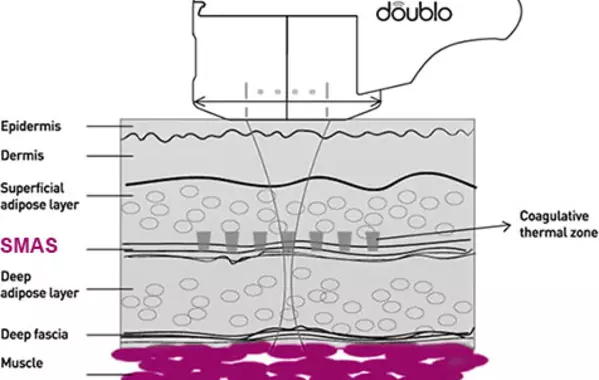 doublo
Epidermis
Dermis
Superficial
adipose layer
SMAS
Coagulative
thermal zone
Deep
adipose layer
Deep fascia
Muscle